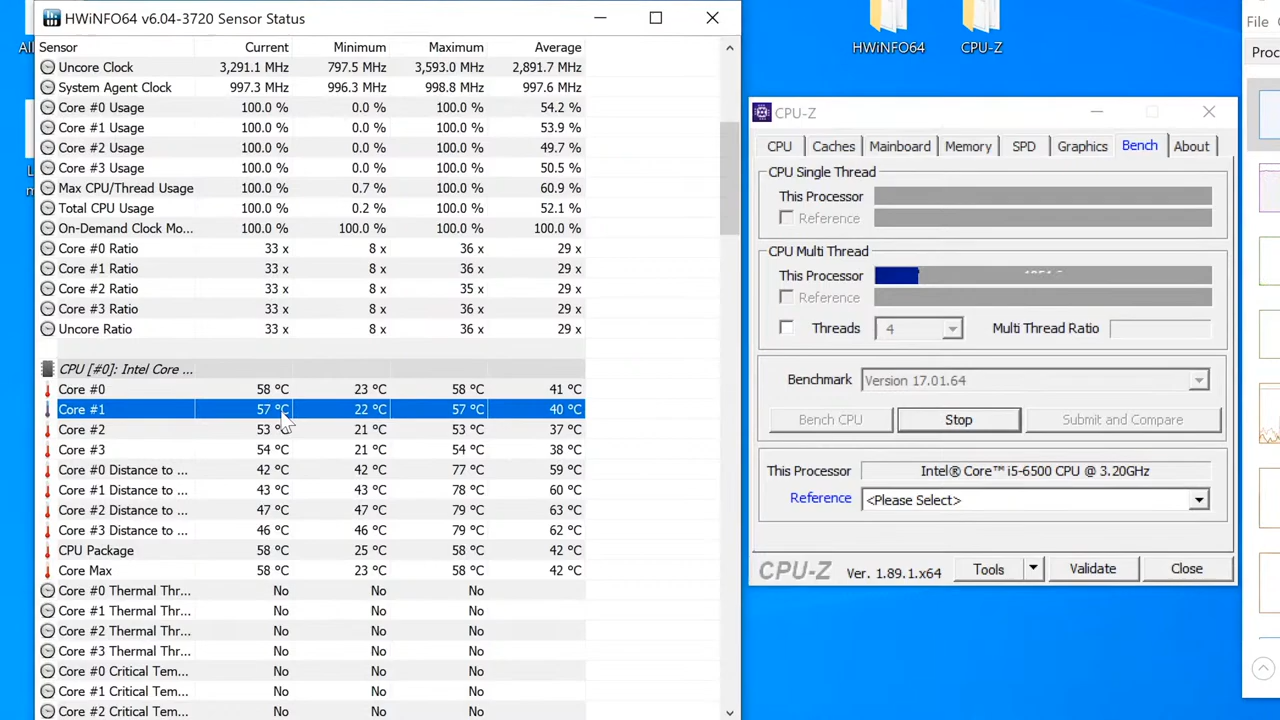 HWiNFO64 v6.04-3720 Sensor Status
Sensor Current Minimum Maximum Average
Uncore Clock 3,291.1 MHz 797.5 MHz 3,593.0 MHz 2,891.7 MHz
System Agent Clock 997.3 MHz 996.3 MHz 998.8 MHz 997.6 MHz
Core #0 Usage 100.0 % 0.0 % 100.0 % 54.2 %
Core #1 Usage 100.0 % 0.0 % 100.0 % 53.9 %
Core #2 Usage 100.0 % 0.0 % 100.0 % 49.7 %
Core #3 Usage 100.0 % 0.0 % 100.0 % 50.5 %
Max CPU/Thread Usage 100.0 % 0.7 % 100.0 % 60.9 %
Total CPU Usage 100.0 % 0.2 % 100.0 % 52.1 %
On-Demand Clock Mo... 100.0 % 100.0 % 100.0 % 100.0 %
Core #0 Ratio 33 x 8 x 36 x 29 x
Core #1 Ratio 33 x 8 x 36 x 29 x
Core #2 Ratio 33 x 8 x 35 x 29 x
Core #3 Ratio 33 x 8 x 36 x 29 x
Uncore Ratio 33 x 8 x 36 x 29 x
CPU [#0]: Intel Core ...
Core #0 58 °C 23 °C 58 °C 41 °C
Core #1 57 °C 22 °C 57 °C 40 °C
Core #2 53 °C 21 °C 53 °C 37 °C
Core #3 54 °C 21 °C 54 °C 38 °C
Core #0 Distance to ... 42 °C 42 °C 77 °C 59 °C
Core #1 Distance to ... 43 °C 43 °C 78 °C 60 °C
Core #2 Distance to ... 47 °C 47 °C 79 °C 63 °C
Core #3 Distance to ... 46 °C 46 °C 79 °C 62 °C
CPU Package 58 °C 25 °C 58 °C 42 °C
Core Max 58 °C 23 °C 58 °C 42 °C
Core #0 Thermal Thr... No No No
Core #1 Thermal Thr... No No No
Core #2 Thermal Thr... No No No
Core #3 Thermal Thr... No No No
Core #0 Critical Tem... No No No
Core #1 Critical Tem... No No No
Core #2 Critical Tem... No No No
HWiNFO64 CPU-Z
CPU-Z
CPU Caches Mainboard Memory SPD Graphics Bench About
CPU Single Thread
This Processor
Reference
CPU Multi Thread
This Processor
Reference
Threads 4 Multi Thread Ratio
Benchmark Version 17.01.64
Bench CPU Stop Submit and Compare
This Processor Intel® Core™ i5-6500 CPU @ 3.20GHz
Reference <Please Select>
CPU-Z Ver. 1.89.1.x64 Tools Validate Close
File
Proc